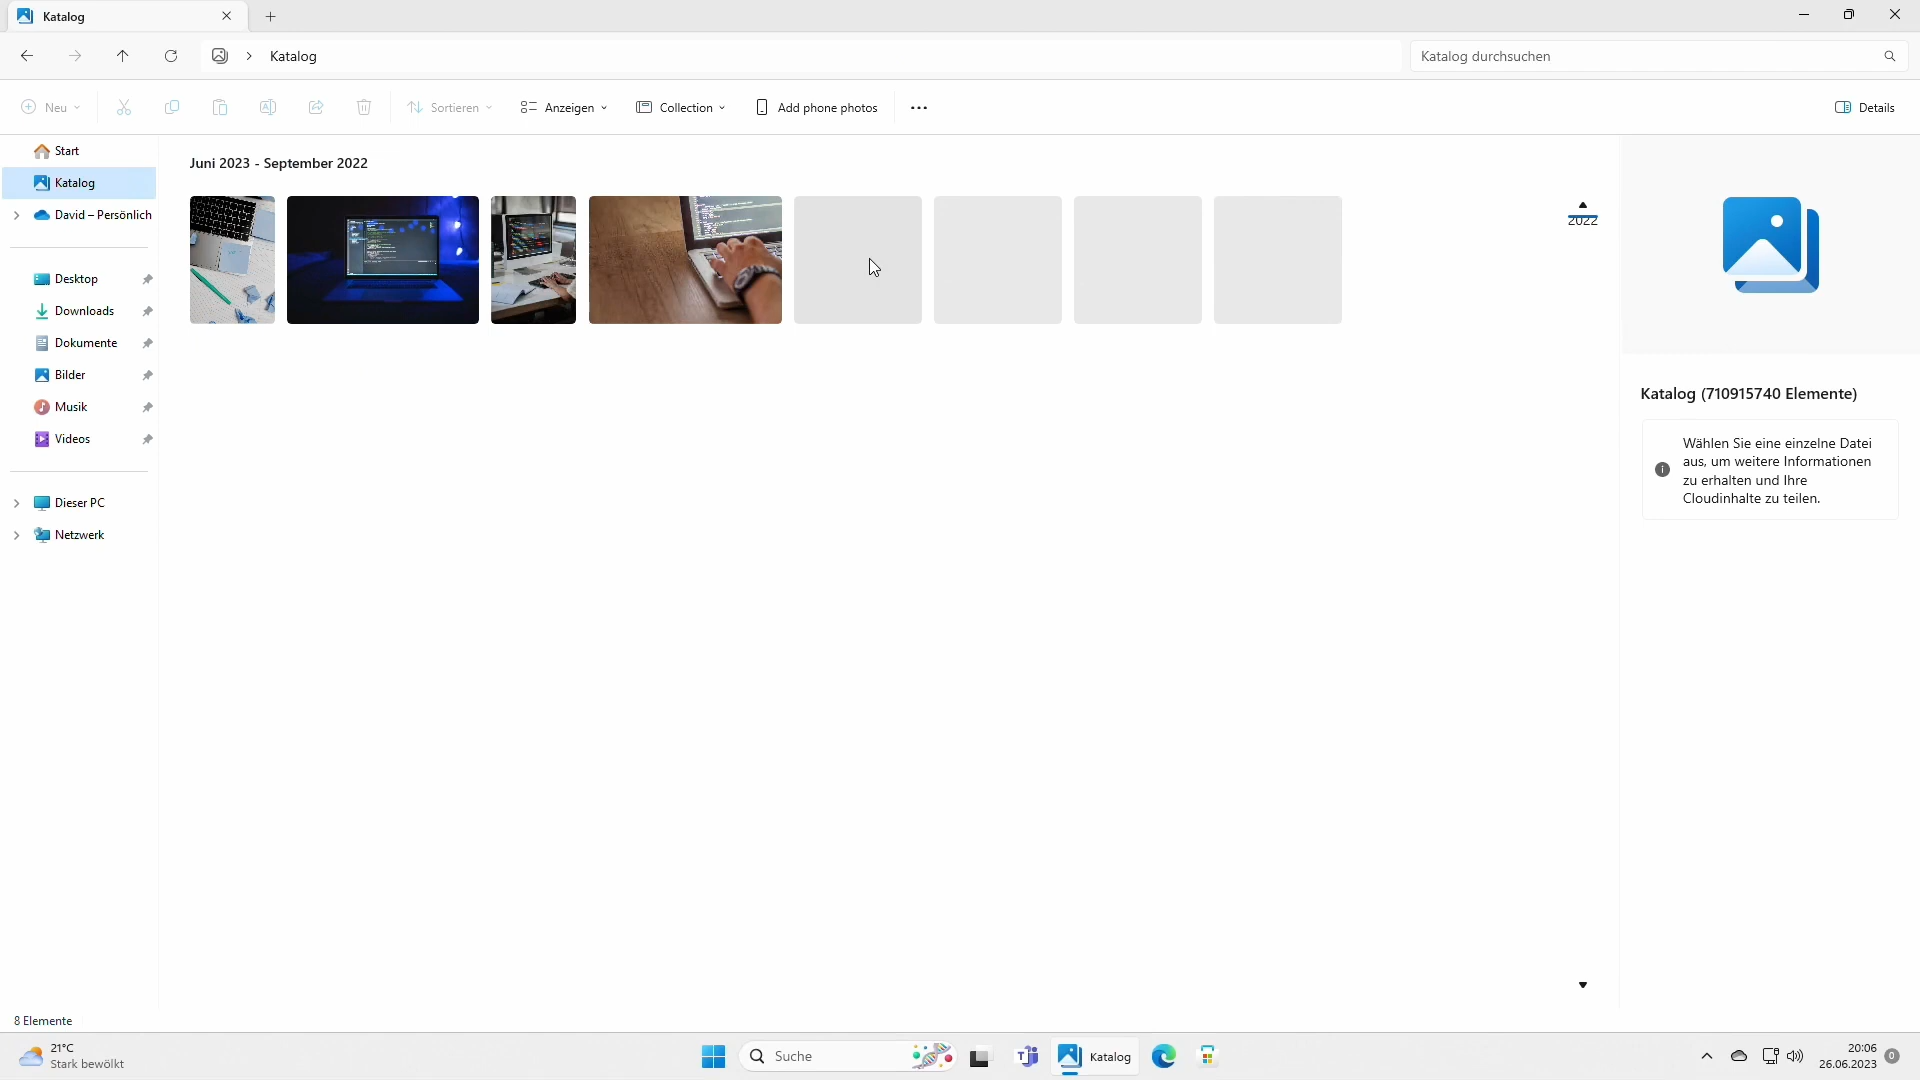 Katalog
Katalog
Katalog durchsuchen
Neu
Sortieren
Anzeigen
Collection
Add phone photos
Details
Start
Katalog
David – Persönlich
Desktop
Downloads
Dokumente
Bilder
Musik
Videos
Dieser PC
Netzwerk
Juni 2023 - September 2022
2022
Katalog (710915740 Elemente)
Wählen Sie eine einzelne Datei
aus, um weitere Informationen
zu erhalten und Ihre
Cloudinhalte zu teilen.
8 Elemente
21°C
Stark bewölkt
Suche
Katalog
20:06
26.06.2023
0